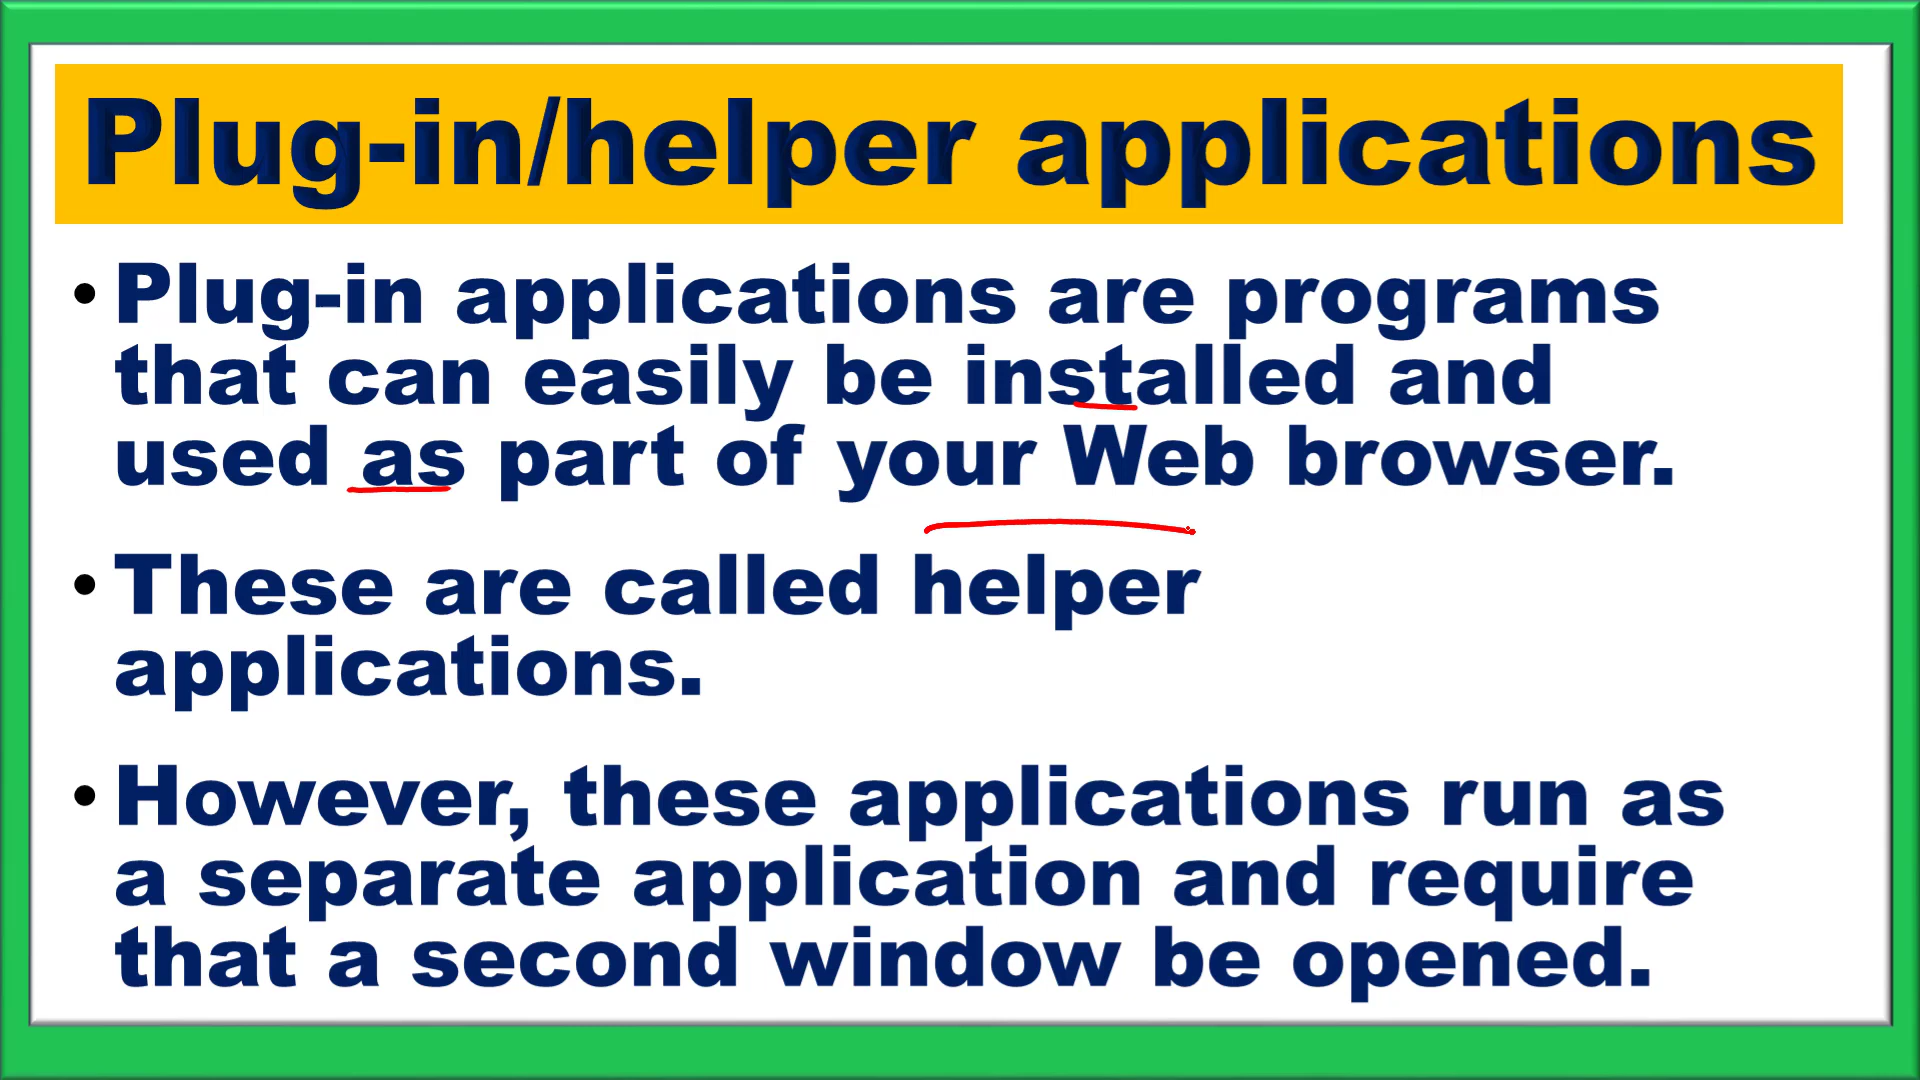 Plug-in/helper applications
• Plug-in applications are programs
that can easily be installed and
used as part of your Web browser.
• These are called helper
applications.
• However, these applications run as
a separate application and require
that a second window be opened.